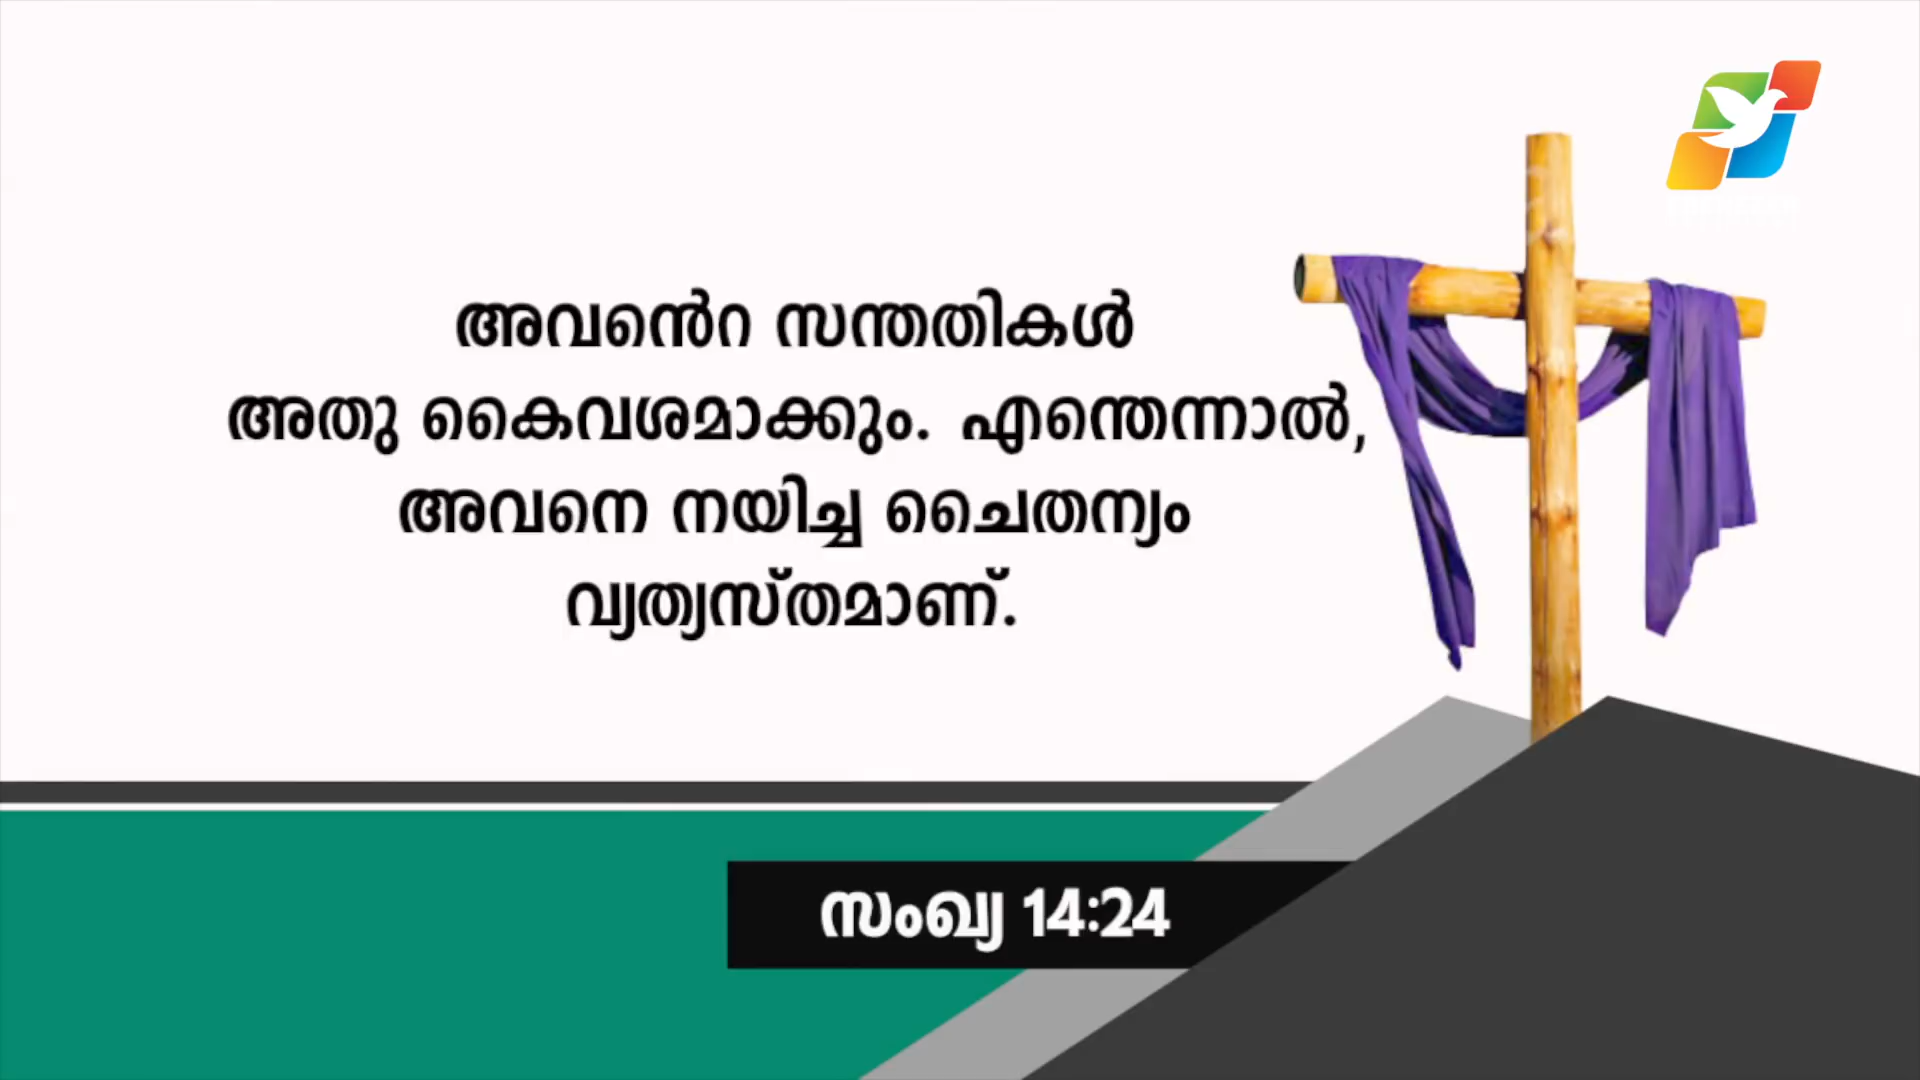 അവൻെറ സന്തതികൾ
അതു കൈവശമാക്കും. എന്തെന്നാൽ,
അവനെ നയിച്ച ചൈതന്യം
വ്യത്യസ്തമാണ്.
സംഖ്യ 14:24